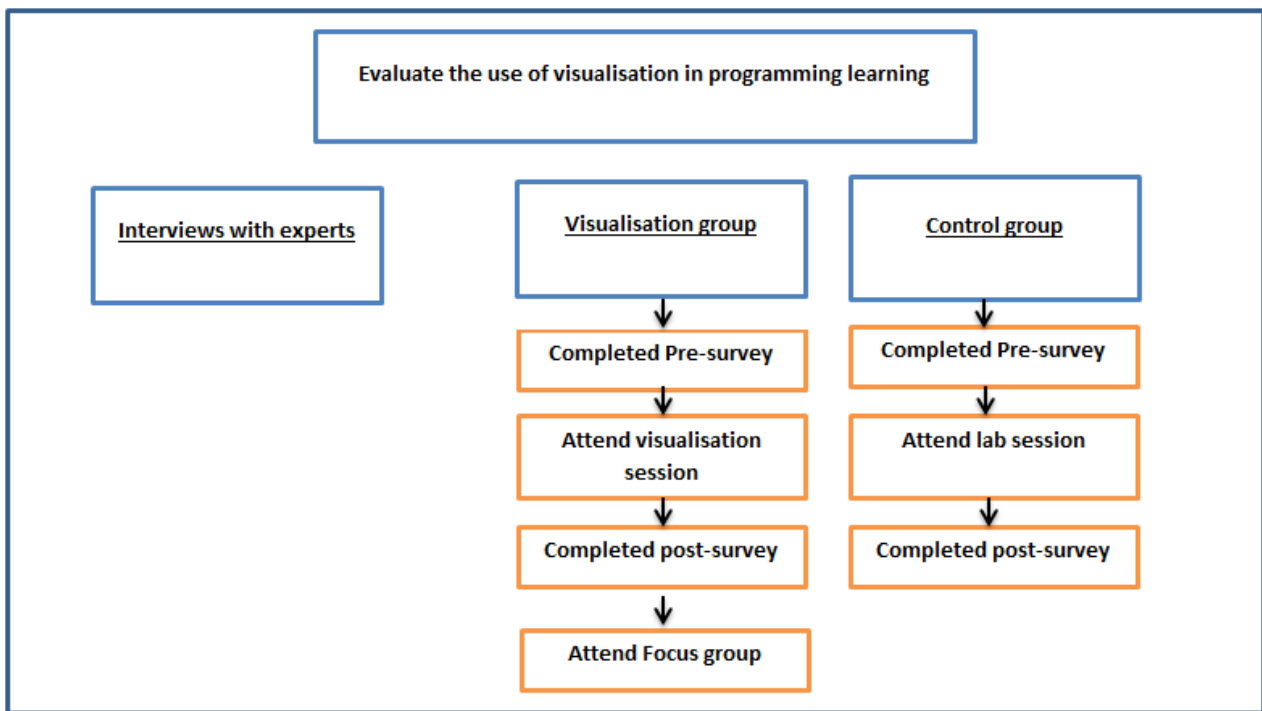 Evaluate the use of visualisation in programming learning
Interviews with experts
Visualisation group
Control group
Completed Pre-survey
Completed Pre-survey
Attend visualisation
session
Attend lab session
Completed post-survey
Completed post-survey
Attend Focus group